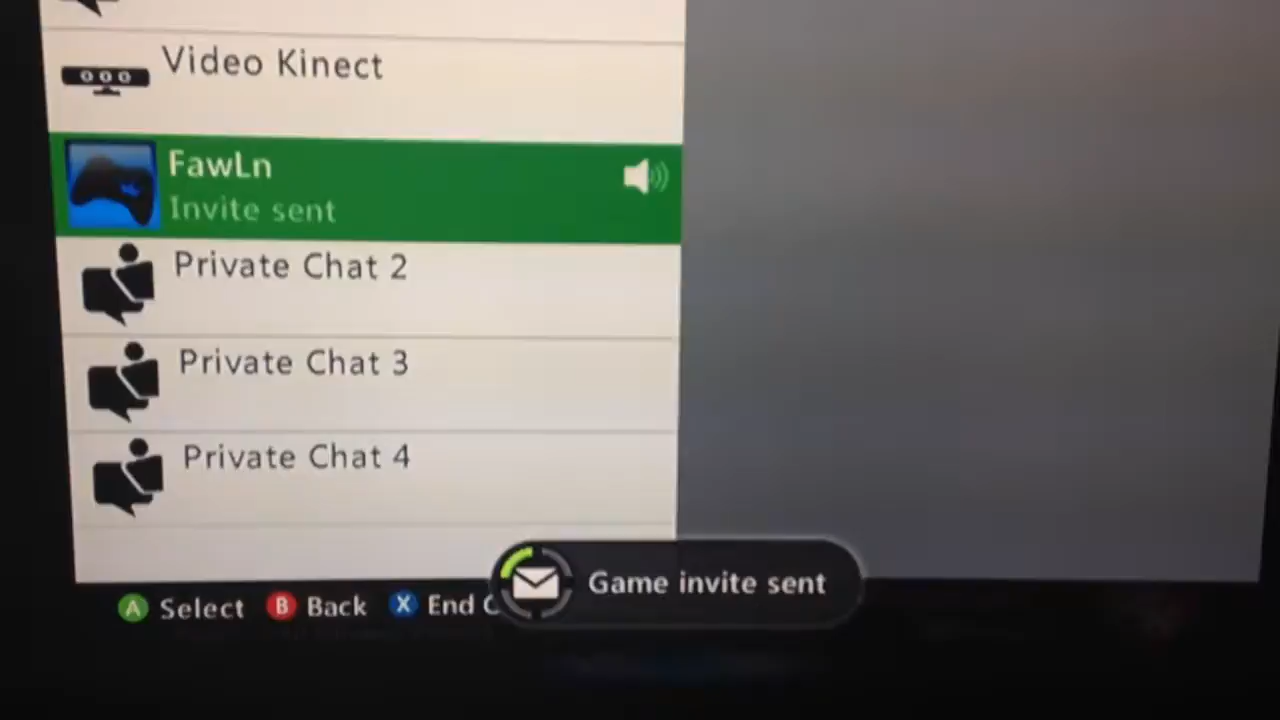 Video Kinect
FawLn
Invite sent
Private Chat 2
Private Chat 3
Private Chat 4
A Select B Back X End
Game invite sent